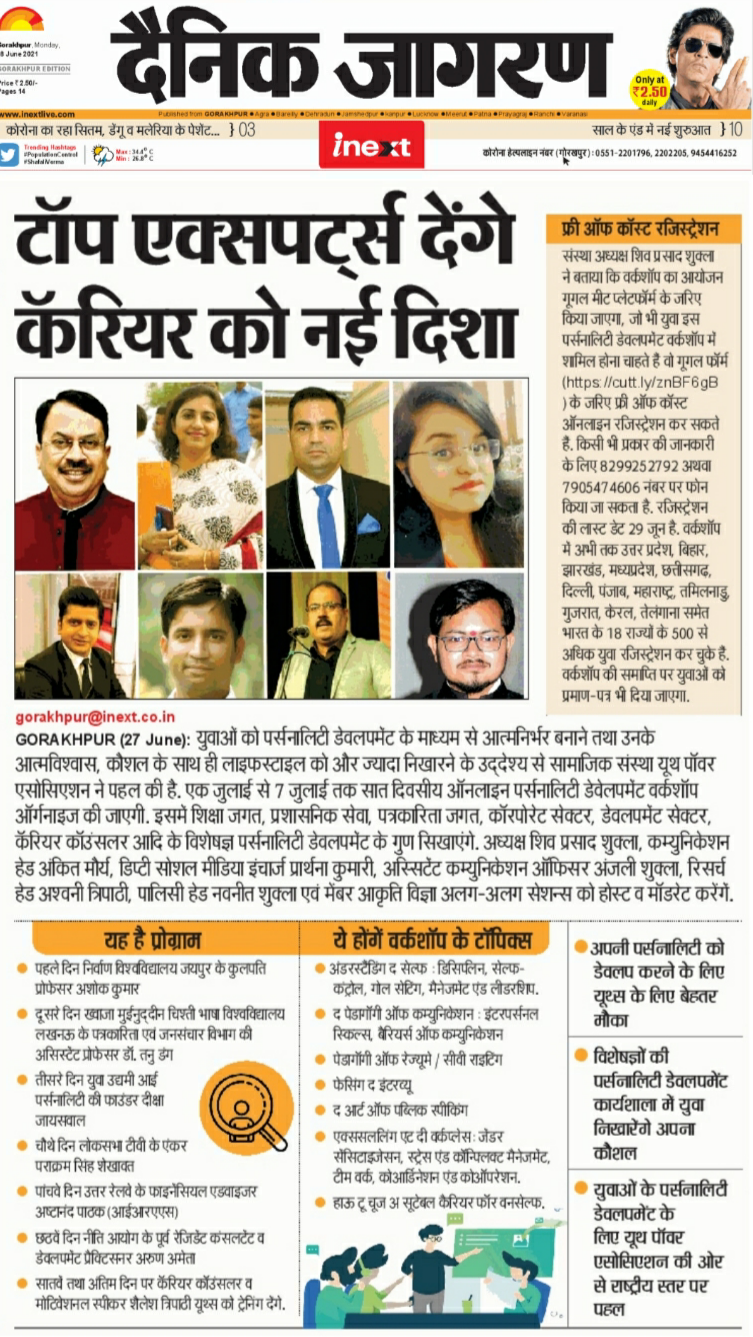 Gorakhpur, Monday,
28 June 2021
GORAKHPUR EDITION
Price ₹ 2.50/-
Pages 14
दैनिक जागरण
Only at
₹2.50
daily
www.inextlive.com
Published from GORAKHPUR ● Agra ● Bareilly ● Dehradun ● Jamshedpur ● Kanpur ● Lucknow ● Meerut ● Patna ● Prayagraj ● Ranchi ● Varanasi
कोरोना का रहा सितम, डेंगू व मलेरिया के पेशेंट... } 03
inext
साल के एंड में नई शुरुआत } 10
Trending Hashtags
#PopulationControl
#ShafaliVerma
Max : 34.4° C
Min : 26.8° C
कोरोना हेल्पलाइन नंबर (गोरखपुर) : 0551-2201796, 2202205, 9454416252
टॉप एक्सपर्ट्स देंगे
कॅरियर को नई दिशा
फ्री ऑफ कॉस्ट रजिस्ट्रेशन
संस्था अध्यक्ष शिव प्रसाद शुक्ला
ने बताया कि वर्कशॉप का आयोजन
गूगल मीट प्लेटफॉर्म के जरिए
किया जाएगा, जो भी युवा इस
पर्सनालिटी डेवलपमेंट वर्कशॉप में
शामिल होना चाहते हैं वो गूगल फॉर्म
(https://cutt.ly/znBF6gB
) के जरिए फ्री ऑफ कॉस्ट
ऑनलाइन रजिस्ट्रेशन कर सकते
हैं. किसी भी प्रकार की जानकारी
के लिए 8299252792 अथवा
7905474606 नंबर पर फोन
किया जा सकता है. रजिस्ट्रेशन
की लास्ट डेट 29 जून है. वर्कशॉप
में अभी तक उत्तर प्रदेश, बिहार,
झारखंड, मध्यप्रदेश, छत्तीसगढ़,
दिल्ली, पंजाब, महाराष्ट्र, तमिलनाडु,
गुजरात, केरल, तेलंगाना समेत
भारत के 18 राज्यों के 500 से
अधिक युवा रजिस्ट्रेशन कर चुके है.
वर्कशॉप की समाप्ति पर युवाओं को
प्रमाण-पत्र भी दिया जाएगा.
gorakhpur@inext.co.in
GORAKHPUR (27 June): युवाओं को पर्सनालिटी डेवलपमेंट के माध्यम से आत्मनिर्भर बनाने तथा उनके
आत्मविश्वास, कौशल के साथ ही लाइफस्टाइल को और ज्यादा निखारने के उद्देश्य से सामाजिक संस्था यूथ पॉवर
एसोसिएशन ने पहल की है. एक जुलाई से 7 जुलाई तक सात दिवसीय ऑनलाइन पर्सनालिटी डेवेलपमेंट वर्कशॉप
ऑर्गनाइज की जाएगी. इसमें शिक्षा जगत, प्रशासनिक सेवा, पत्रकारिता जगत, कॉरपोरेट सेक्टर, डेवलपमेंट सेक्टर,
कॅरियर कॉउंसलर आदि के विशेषज्ञ पर्सनालिटी डेवलपमेंट के गुण सिखाएंगे. अध्यक्ष शिव प्रसाद शुक्ला, कम्युनिकेशन
हेड अंकित मौर्य, डिप्टी सोशल मीडिया इंचार्ज प्रार्थना कुमारी, अस्सिटेंट कम्युनिकेशन ऑफिसर अंजली शुक्ला, रिसर्च
हेड अश्वनी त्रिपाठी, पालिसी हेड नवनीत शुक्ला एवं मेंबर आकृति विज्ञा अलग-अलग सेशन्स को होस्ट व मॉडरेट करेंगें.
यह है प्रोग्राम
● पहले दिन निर्वाण विश्वविद्यालय जयपुर के कुलपति
प्रोफेसर अशोक कुमार
● दूसरे दिन ख्वाजा मुईनुद्दीन चिश्ती भाषा विश्वविद्यालय
लखनऊ के पत्रकारिता एवं जनसंचार विभाग की
असिस्टेंट प्रोफेसर डॉ. तनु डंग
● तीसरे दिन युवा उद्यमी आई
पर्सनालिटी की फाउंडर दीक्षा
जायसवाल
● चौथे दिन लोकसभा टीवी के एंकर
पराक्रम सिंह शेखावत
● पांचवे दिन उत्तर रेलवे के फाइनेंसियल एडवाइजर
अष्टानंद पाठक (आईआरएएस)
● छठवें दिन नीति आयोग के पूर्व रेजिडेंट कंसलटेंट व
डेवलपमेंट प्रैक्टिसनर अरुण अमेता
● सातवें तथा अंतिम दिन पर कॅरियर कॉउंसलर व
मोटिवेशनल स्पीकर शैलेश त्रिपाठी यूथ्स को ट्रेनिंग देंगे.
ये होंगें वर्कशॉप के टॉपिक्स
● अंडरस्टैंडिंग द सेल्फ : डिसिप्लिन, सेल्फ-
कंट्रोल, गोल सेटिंग, मैनेजमेंट एंड लीडरशिप.
● द पेडागॉगी ऑफ कम्युनिकेशन : इंटरपर्सनल
स्किल्स, बैरियर्स ऑफ कम्युनिकेशन
● पेडागॉगी ऑफ रेज्यूमे / सीवी राइटिंग
● फेसिंग द इंटरव्यू
● द आर्ट ऑफ पब्लिक स्पीकिंग
● एक्ससललिंग एट दी वर्कप्लेस : जेंडर
सेंसिटाइजेसन, स्ट्रेस एंड कॉन्फ्लिक्ट मैनेजमेंट,
टीम वर्क, कोआर्डिनेशन एंड कोऑपरेशन.
● हाऊ टू चूज अ सूटेबल कैरियर फॉर वनसेल्फ.
● अपनी पर्सनालिटी को
डेवलप करने के लिए
यूथ्स के लिए बेहतर
मौका
● विशेषज्ञों की
पर्सनालिटी डेवलपमेंट
कार्यशाला में युवा
निखारेंगे अपना
कौशल
● युवाओं के पर्सनालिटी
डेवलपमेंट के
लिए यूथ पॉवर
एसोसिएशन की ओर
से राष्ट्रीय स्तर पर
पहल